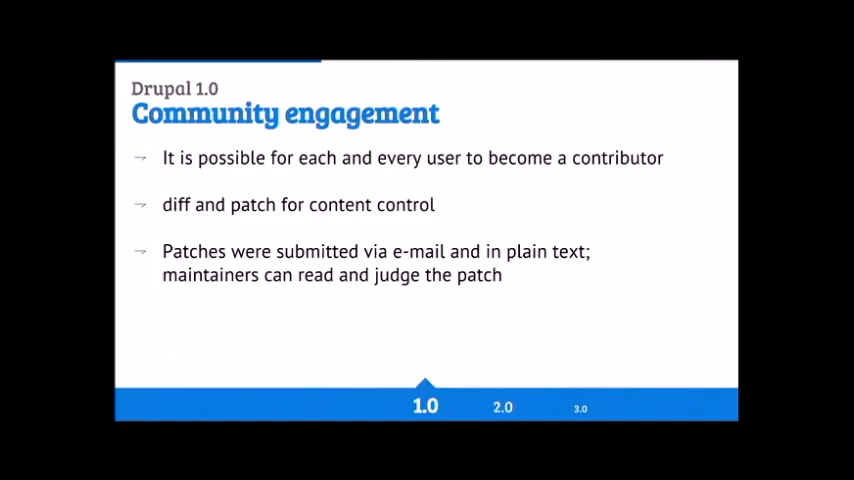 Drupal 1.0
Community engagement
→ It is possible for each and every user to become a contributor
→ diff and patch for content control
→ Patches were submitted via e-mail and in plain text;
maintainers can read and judge the patch
1.0 2.0 3.0